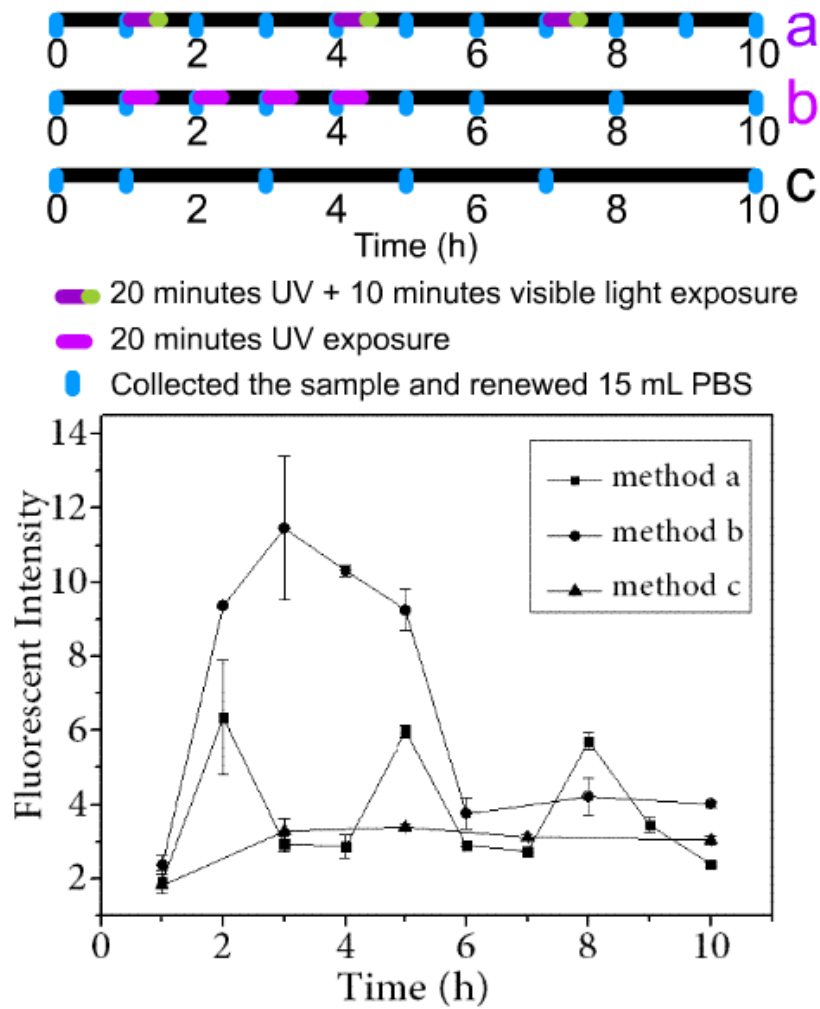 a
0 2 4 6 8 10
b
0 2 4 6 8 10
c
0 2 4 6 8 10
Time (h)
20 minutes UV + 10 minutes visible light exposure
20 minutes UV exposure
Collected the sample and renewed 15 mL PBS
Fluorescent Intensity
14
12
10
8
6
4
2
method a
method b
method c
0 2 4 6 8 10
Time (h)